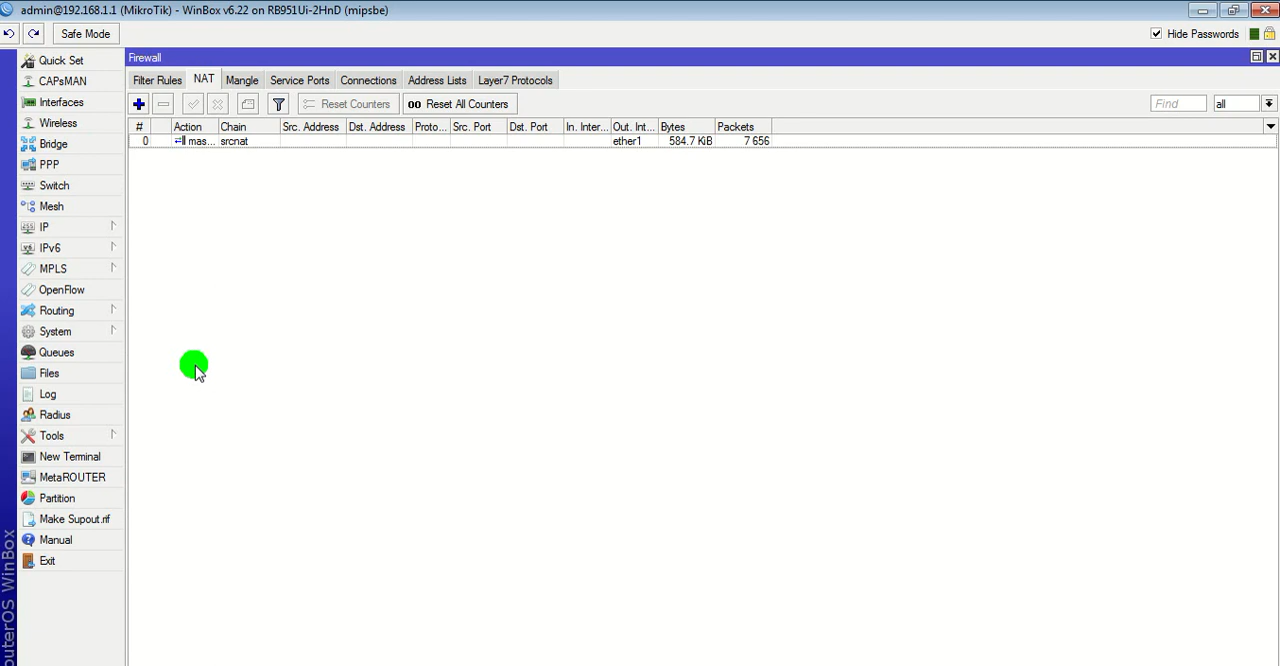 admin@192.168.1.1 (MikroTik) - WinBox v6.22 on RB951Ui-2HnD (mipsbe)
Safe Mode Hide Passwords
Quick Set
CAPsMAN
Interfaces
Wireless
Bridge
PPP
Switch
Mesh
IP
IPv6
MPLS
OpenFlow
Routing
System
Queues
Files
Log
Radius
Tools
New Terminal
MetaROUTER
Partition
Make Supout.rif
Manual
Exit
outerOS WinBox
Firewall
Filter Rules NAT Mangle Service Ports Connections Address Lists Layer7 Protocols
Reset Counters 00 Reset All Counters Find all
# Action Chain Src. Address Dst. Address Proto... Src. Port Dst. Port In. Inter... Out. Int... Bytes Packets
0 mas... srcnat ether1 584.7 KiB 7 656